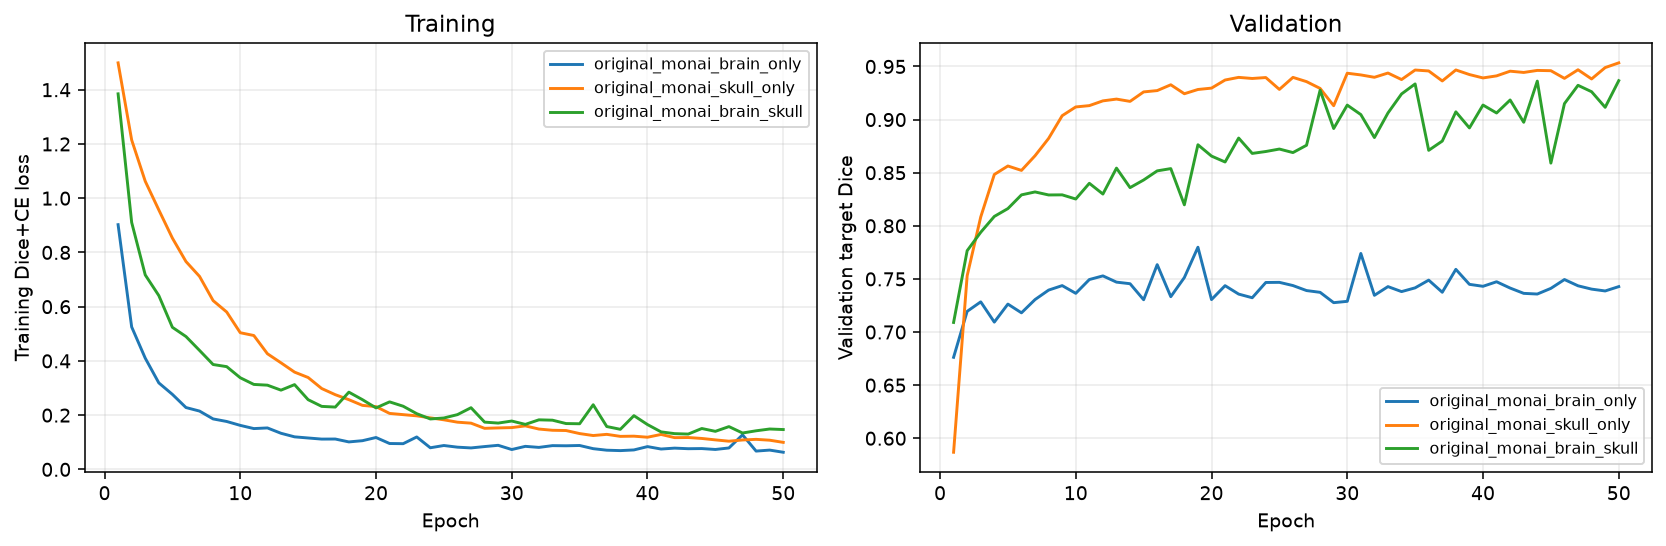 Training
Training Dice+CE loss
1.4
1.2
1.0
0.8
0.6
0.4
0.2
0.0
0 10 20 30 40 50
Epoch
original_monai_brain_only
original_monai_skull_only
original_monai_brain_skull
Validation
Validation target Dice
0.95
0.90
0.85
0.80
0.75
0.70
0.65
0.60
0 10 20 30 40 50
Epoch
original_monai_brain_only
original_monai_skull_only
original_monai_brain_skull